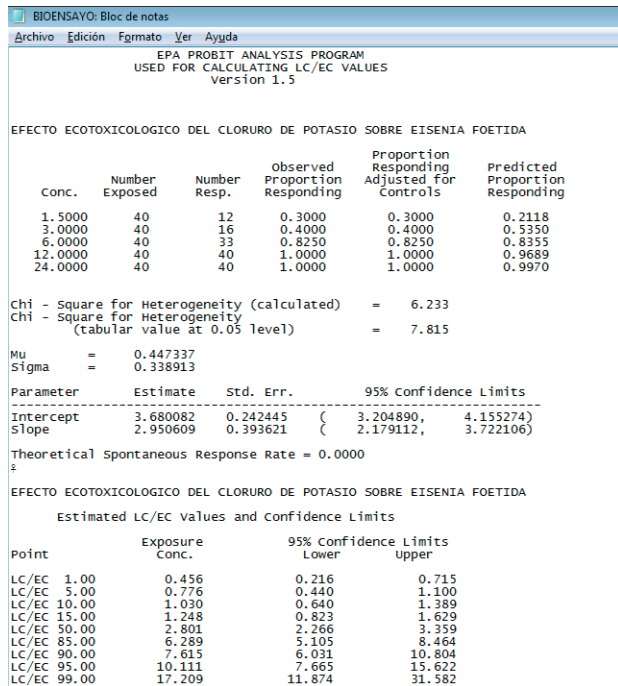 BIOENSAYO: Bloc de notas
Archivo Edición Formato Ver Ayuda
EPA PROBIT ANALYSIS PROGRAM
USED FOR CALCULATING LC/EC VALUES
Version 1.5
EFECTO ECOTOXICOLOGICO DEL CLORURO DE POTASIO SOBRE EISENIA FOETIDA
Proportion
Observed Responding Predicted
Number Number Proportion Adjusted for Proportion
Conc. Exposed Resp. Responding Controls Responding
1.5000 40 12 0.3000 0.3000 0.2118
3.0000 40 16 0.4000 0.4000 0.5350
6.0000 40 33 0.8250 0.8250 0.8355
12.0000 40 40 1.0000 1.0000 0.9689
24.0000 40 40 1.0000 1.0000 0.9970
Chi - Square for Heterogeneity (calculated) = 6.233
Chi - Square for Heterogeneity
(tabular value at 0.05 level) = 7.815
Mu = 0.447337
Sigma = 0.338913
Parameter Estimate Std. Err. 95% Confidence Limits
---------------------------------------------------------------------
Intercept 3.680082 0.242445 ( 3.204890, 4.155274)
Slope 2.950609 0.393621 ( 2.179112, 3.722106)
Theoretical Spontaneous Response Rate = 0.0000
♀
EFECTO ECOTOXICOLOGICO DEL CLORURO DE POTASIO SOBRE EISENIA FOETIDA
Estimated LC/EC Values and Confidence Limits
Exposure 95% Confidence Limits
Point Conc. Lower Upper
LC/EC 1.00 0.456 0.216 0.715
LC/EC 5.00 0.776 0.440 1.100
LC/EC 10.00 1.030 0.640 1.389
LC/EC 15.00 1.248 0.823 1.629
LC/EC 50.00 2.801 2.266 3.359
LC/EC 85.00 6.289 5.105 8.464
LC/EC 90.00 7.615 6.031 10.804
LC/EC 95.00 10.111 7.665 15.622
LC/EC 99.00 17.209 11.874 31.582